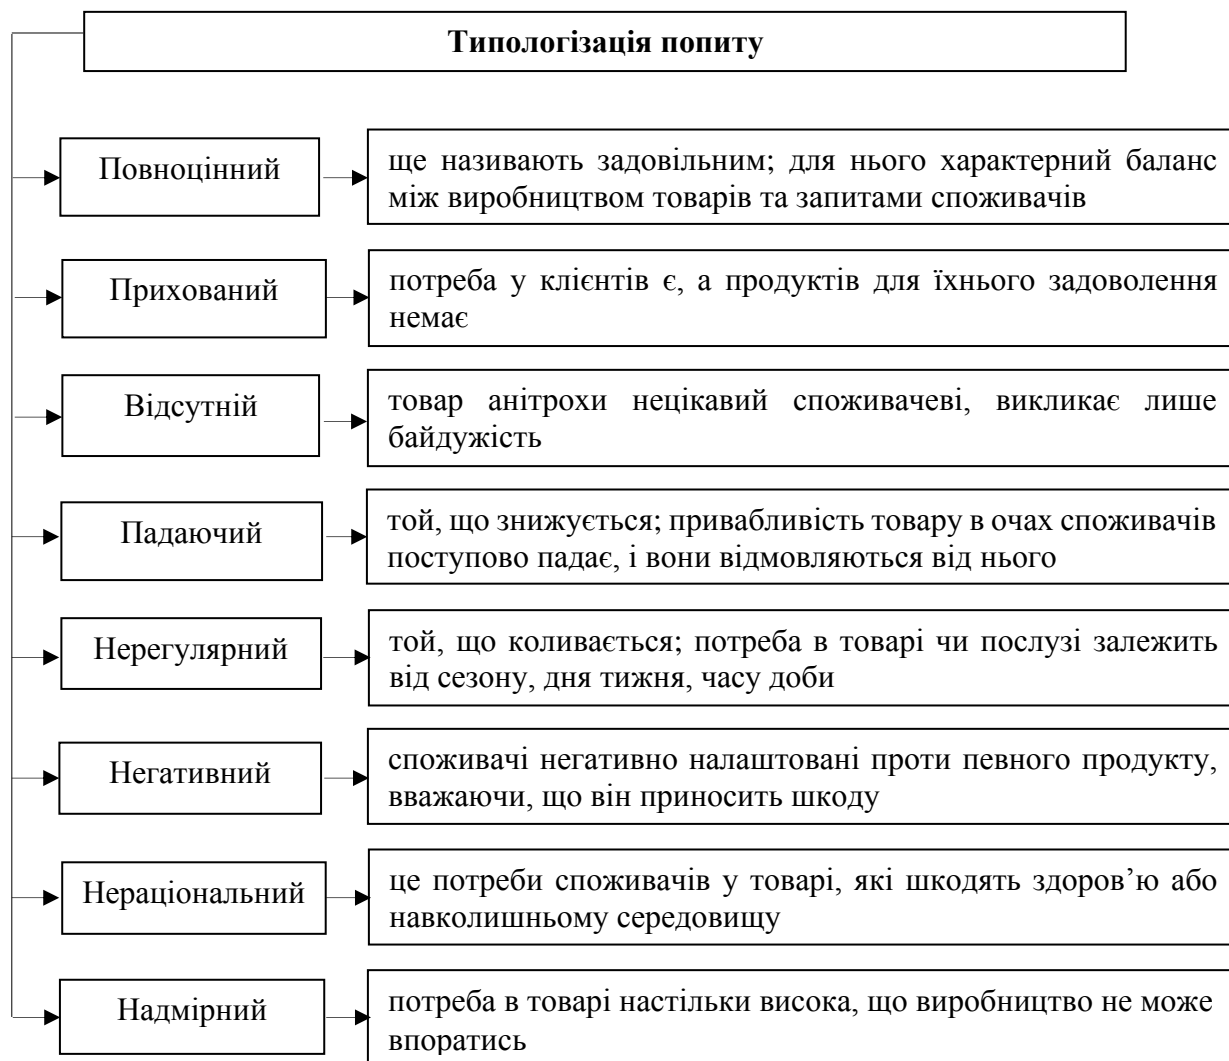 Типологізація попиту
Повноцінний
ще називають задовільним; для нього характерний баланс
між виробництвом товарів та запитами споживачів
Прихований
потреба у клієнтів є, а продуктів для їхнього задоволення
немає
Відсутній
товар анітрохи нецікавий споживачеві, викликає лише
байдужість
Падаючий
той, що знижується; привабливість товару в очах споживачів
поступово падає, і вони відмовляються від нього
Нерегулярний
той, що коливається; потреба в товарі чи послузі залежить
від сезону, дня тижня, часу доби
Негативний
споживачі негативно налаштовані проти певного продукту,
вважаючи, що він приносить шкоду
Нераціональний
це потреби споживачів у товарі, які шкодять здоров’ю або
навколишньому середовищу
Надмірний
потреба в товарі настільки висока, що виробництво не може
впоратись